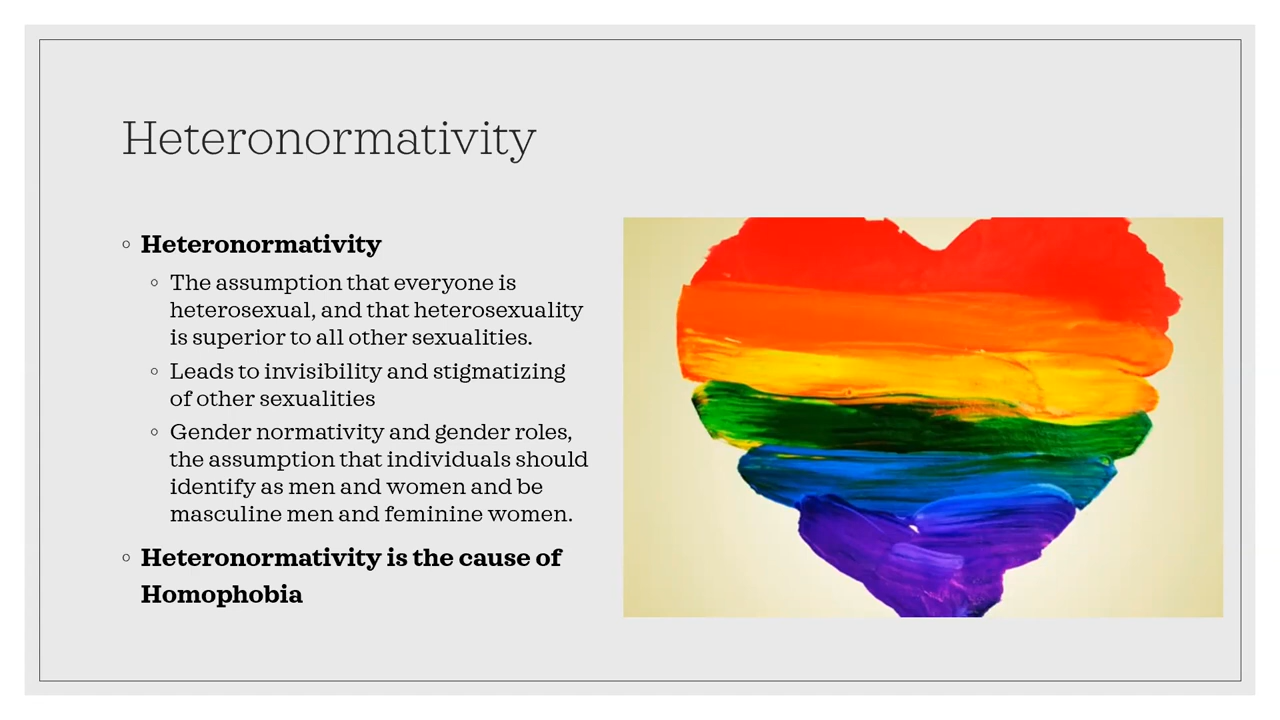 Heteronormativity
Heteronormativity
The assumption that everyone is
heterosexual, and that heterosexuality
is superior to all other sexualities.
Leads to invisibility and stigmatizing
of other sexualities
Gender normativity and gender roles,
the assumption that individuals should
identify as men and women and be
masculine men and feminine women.
Heteronormativity is the cause of
Homophobia